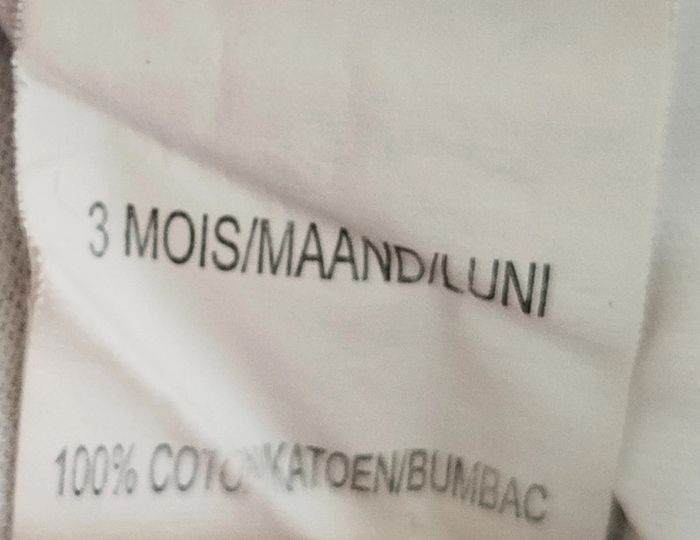 3 MOIS/MAAND/LUNI
100% COTON/KATOEN/BUMBAC